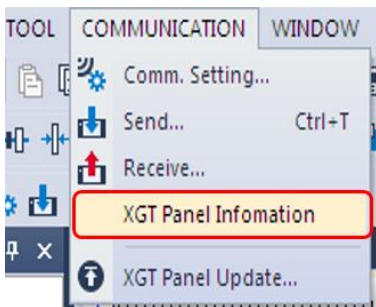 TOOL COMMUNICATION WINDOW
Comm. Setting...
Send... Ctrl+T
Receive...
XGT Panel Infomation
XGT Panel Update...